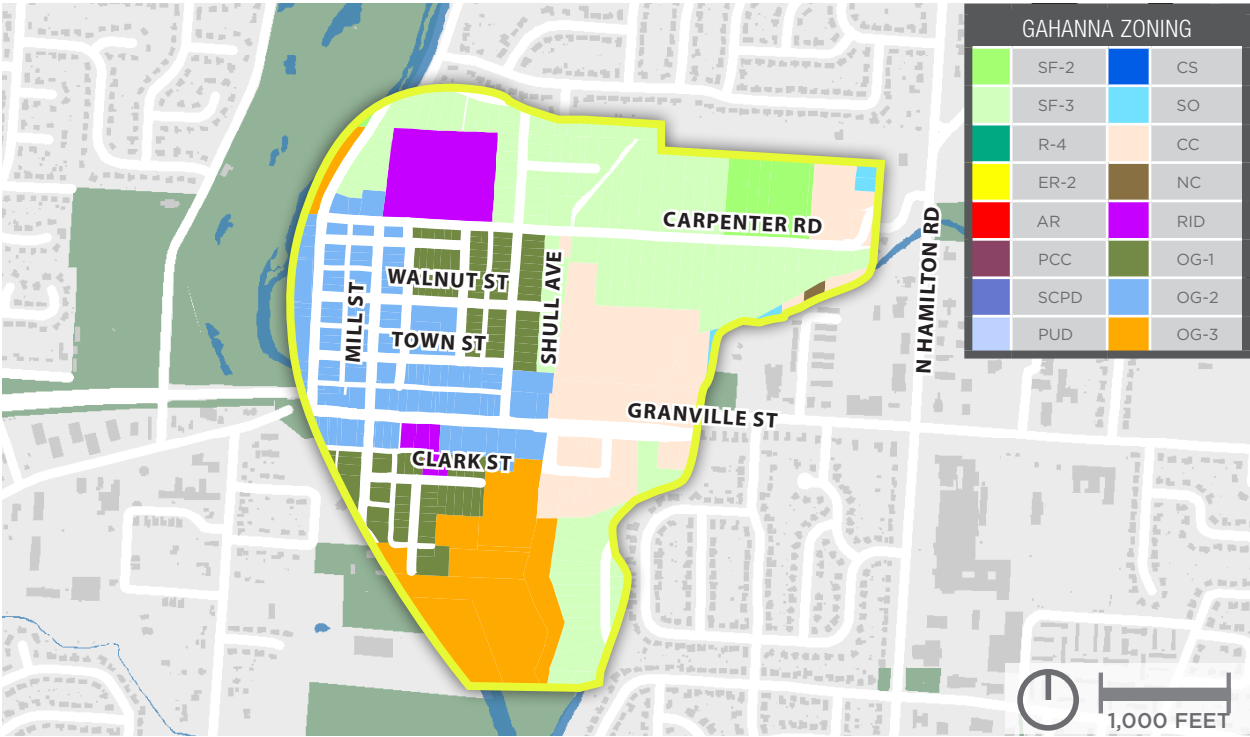 GAHANNA ZONING
SF-2 CS
SF-3 SO
R-4 CC
ER-2 NC
AR RID
PCC OG-1
SCPD OG-2
PUD OG-3
CARPENTER RD
N HAMILTON RD
WALNUT ST
SHULL AVE
MILL ST
TOWN ST
GRANVILLE ST
CLARK ST
1,000 FEET